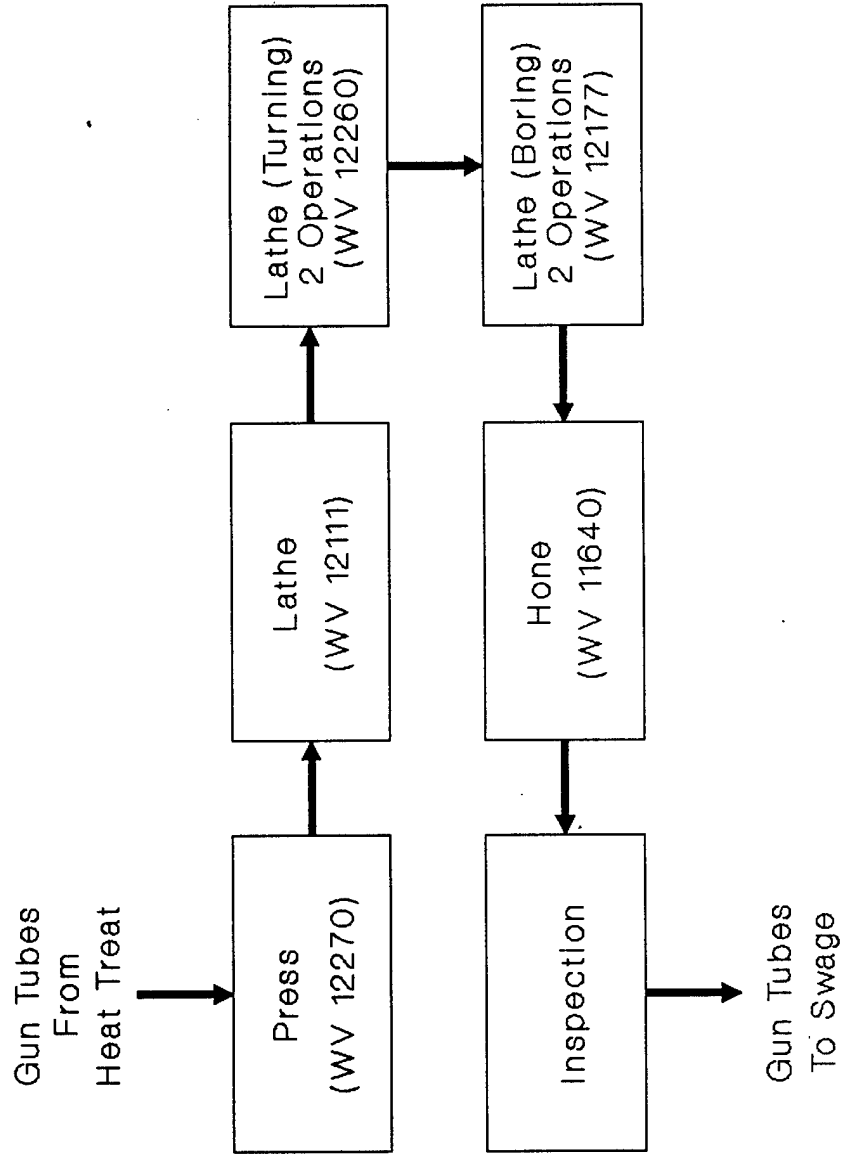 Gun Tubes
From
Heat Treat
Press
(WV 12270)
Lathe
(WV 12111)
Lathe (Turning)
2 Operations
(WV 12260)
Lathe (Boring)
2 Operations
(WV 12177)
Hone
(WV 11640)
Inspection
Gun Tubes
To Swage